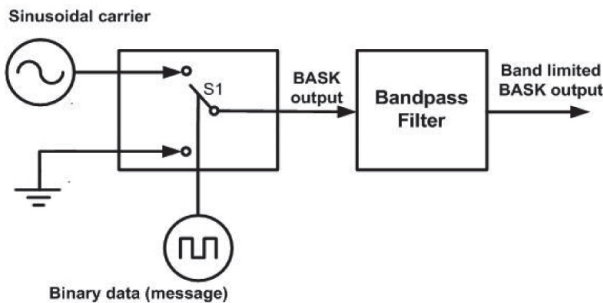 Sinusoidal carrier
S1
BASK
output
Bandpass
Filter
Band limited
BASK output
Binary data (message)